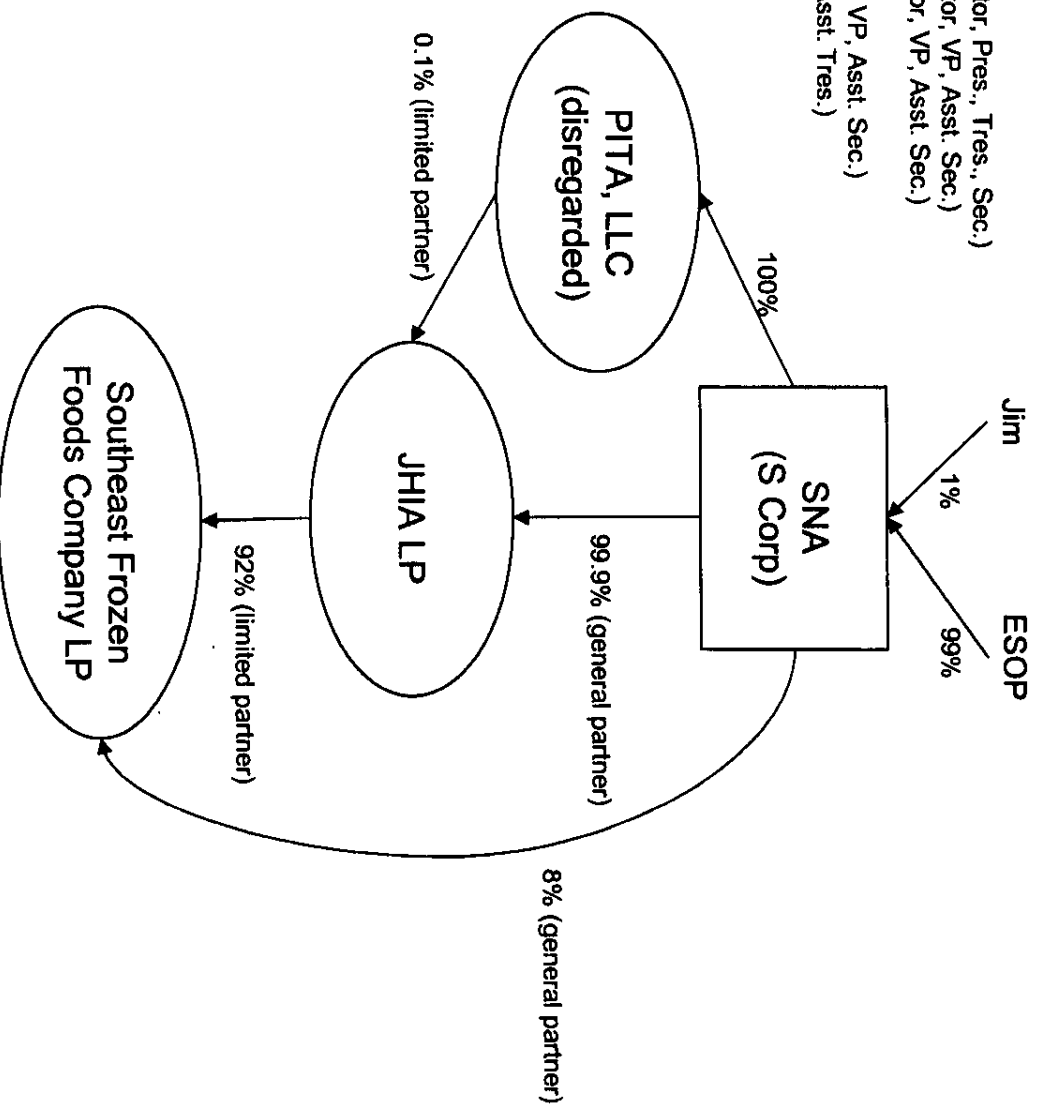 tor, Pres., Tres., Sec.)
tor, VP, Asst. Sec.)
or, VP, Asst. Sec.)
VP, Asst. Sec.)
sst. Tres.)
Jim
ESOP
1%
99%
SNA
(S Corp)
100%
PITA, LLC
(disregarded)
99.9% (general partner)
8% (general partner)
0.1% (limited partner)
JHIA LP
92% (limited partner)
Southeast Frozen
Foods Company LP